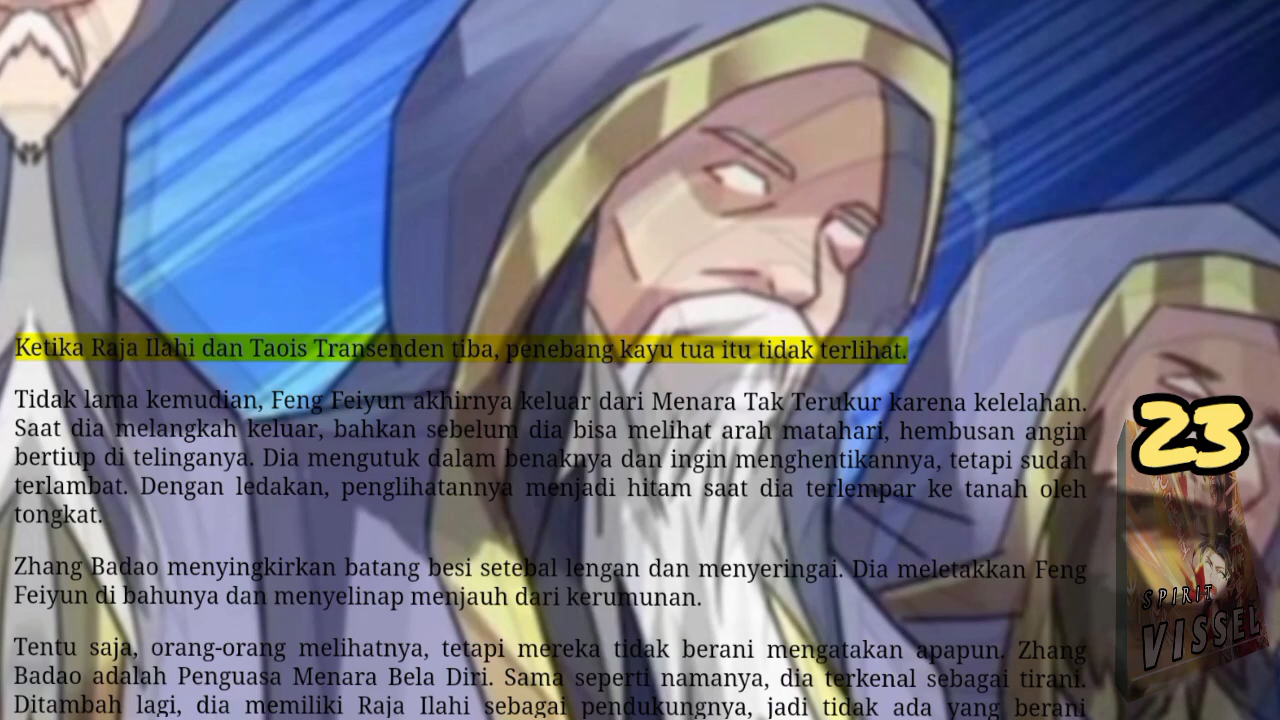 Ketika Raja Ilahi dan Taois Transenden tiba, penebang kayu tua itu tidak terlihat.
Tidak lama kemudian, Feng Feiyun akhirnya keluar dari Menara Tak Terukur karena kelelahan.
Saat dia melangkah keluar, bahkan sebelum dia bisa melihat arah matahari, hembusan angin
bertiup di telinganya. Dia mengutuk dalam benaknya dan ingin menghentikannya, tetapi sudah
terlambat. Dengan ledakan, penglihatannya menjadi hitam saat dia terlempar ke tanah oleh
tongkat.
Zhang Badao menyingkirkan batang besi setebal lengan dan menyeringai. Dia meletakkan Feng
Feiyun di bahunya dan menyelinap menjauh dari kerumunan.
Tentu saja, orang-orang melihatnya, tetapi mereka tidak berani mengatakan apapun. Zhang
Badao adalah Penguasa Menara Bela Diri. Sama seperti namanya, dia terkenal sebagai tirani.
Ditambah lagi, dia memiliki Raja Ilahi sebagai pendukungnya, jadi tidak ada yang berani
23
SPIRIT
VISSEL